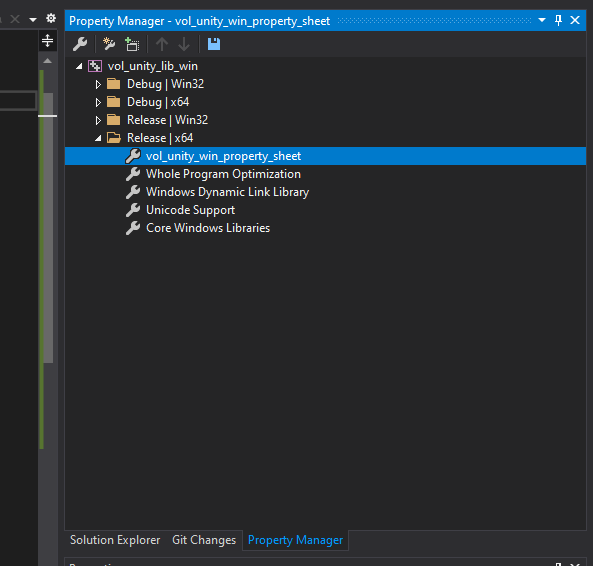 Property Manager - vol_unity_win_property_sheet
vol_unity_lib_win
Debug | Win32
Debug | x64
Release | Win32
Release | x64
vol_unity_win_property_sheet
Whole Program Optimization
Windows Dynamic Link Library
Unicode Support
Core Windows Libraries
Solution Explorer Git Changes Property Manager